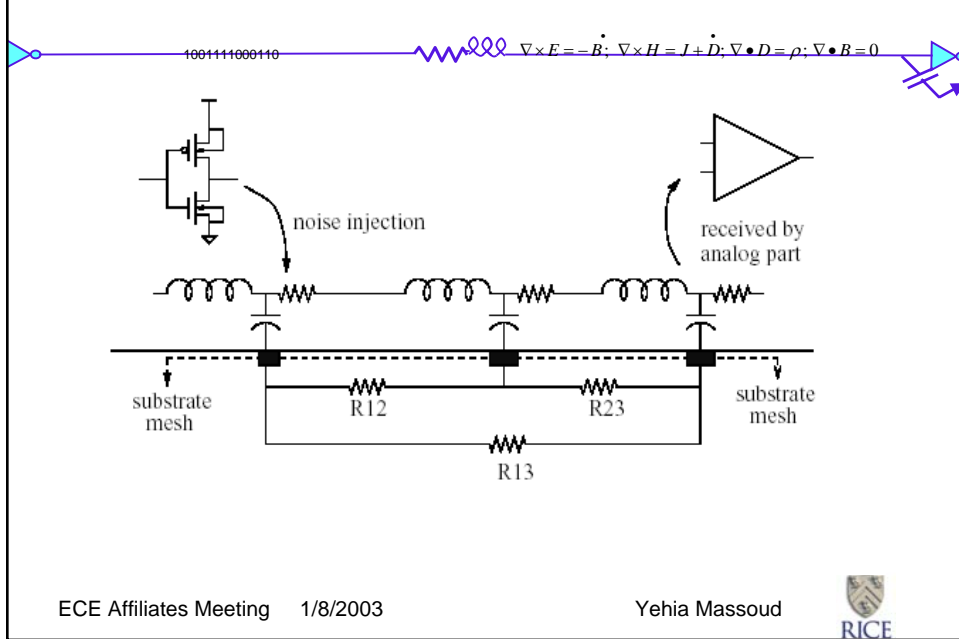 1001111000110
∇×E=−Ḃ; ∇×H=J+Ḋ; ∇•D=ρ; ∇•B=0
noise injection
received by
analog part
substrate
mesh
R12
R23
substrate
mesh
R13
ECE Affiliates Meeting 1/8/2003 Yehia Massoud
RICE